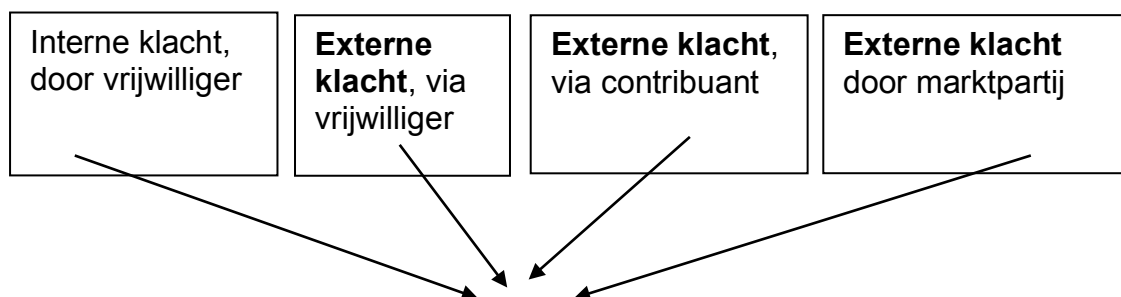 Interne klacht,
door vrijwilliger
Externe
klacht, via
vrijwilliger
Externe klacht,
via contribuant
Externe klacht
door marktpartij